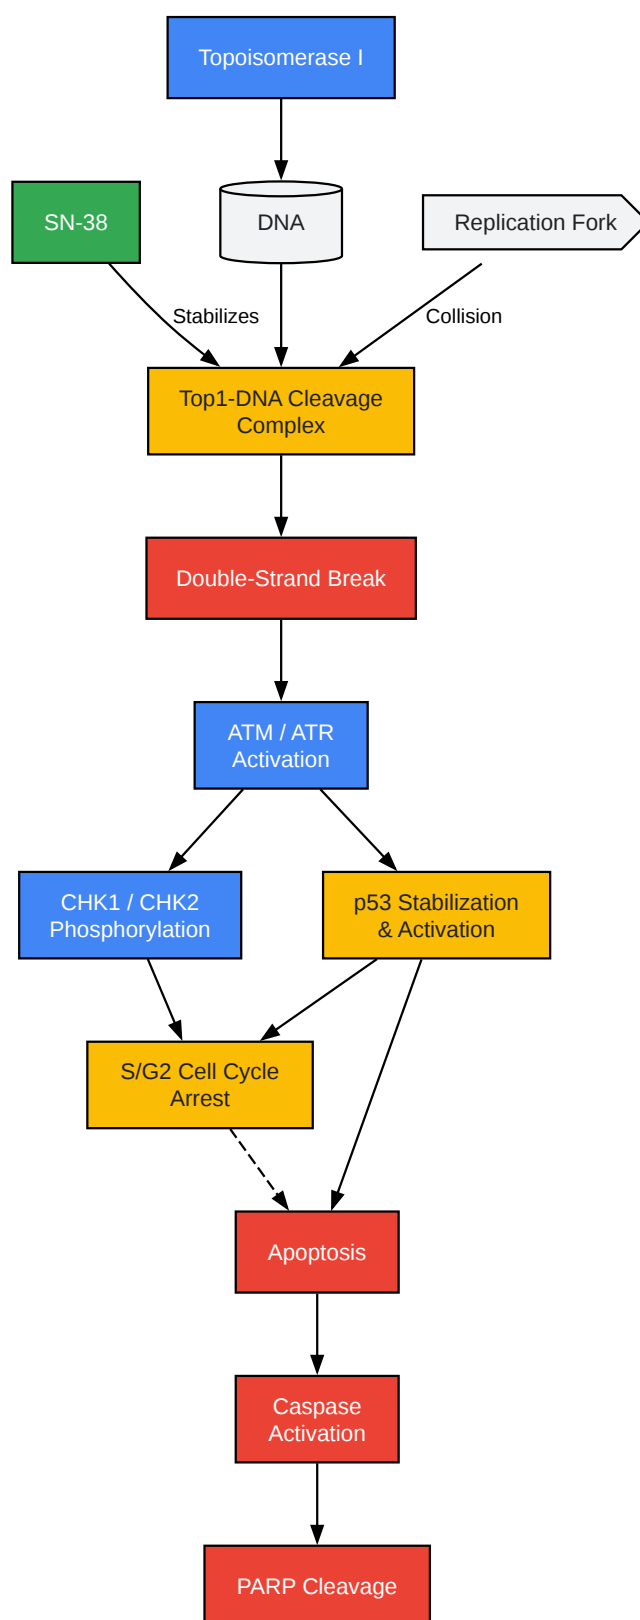 Topoisomerase I
SN-38
DNA
Replication Fork
Stabilizes
Collision
Top1-DNA Cleavage
Complex
Double-Strand Break
ATM / ATR
Activation
CHK1 / CHK2
Phosphorylation
p53 Stabilization
& Activation
S/G2 Cell Cycle
Arrest
Apoptosis
Caspase
Activation
PARP Cleavage